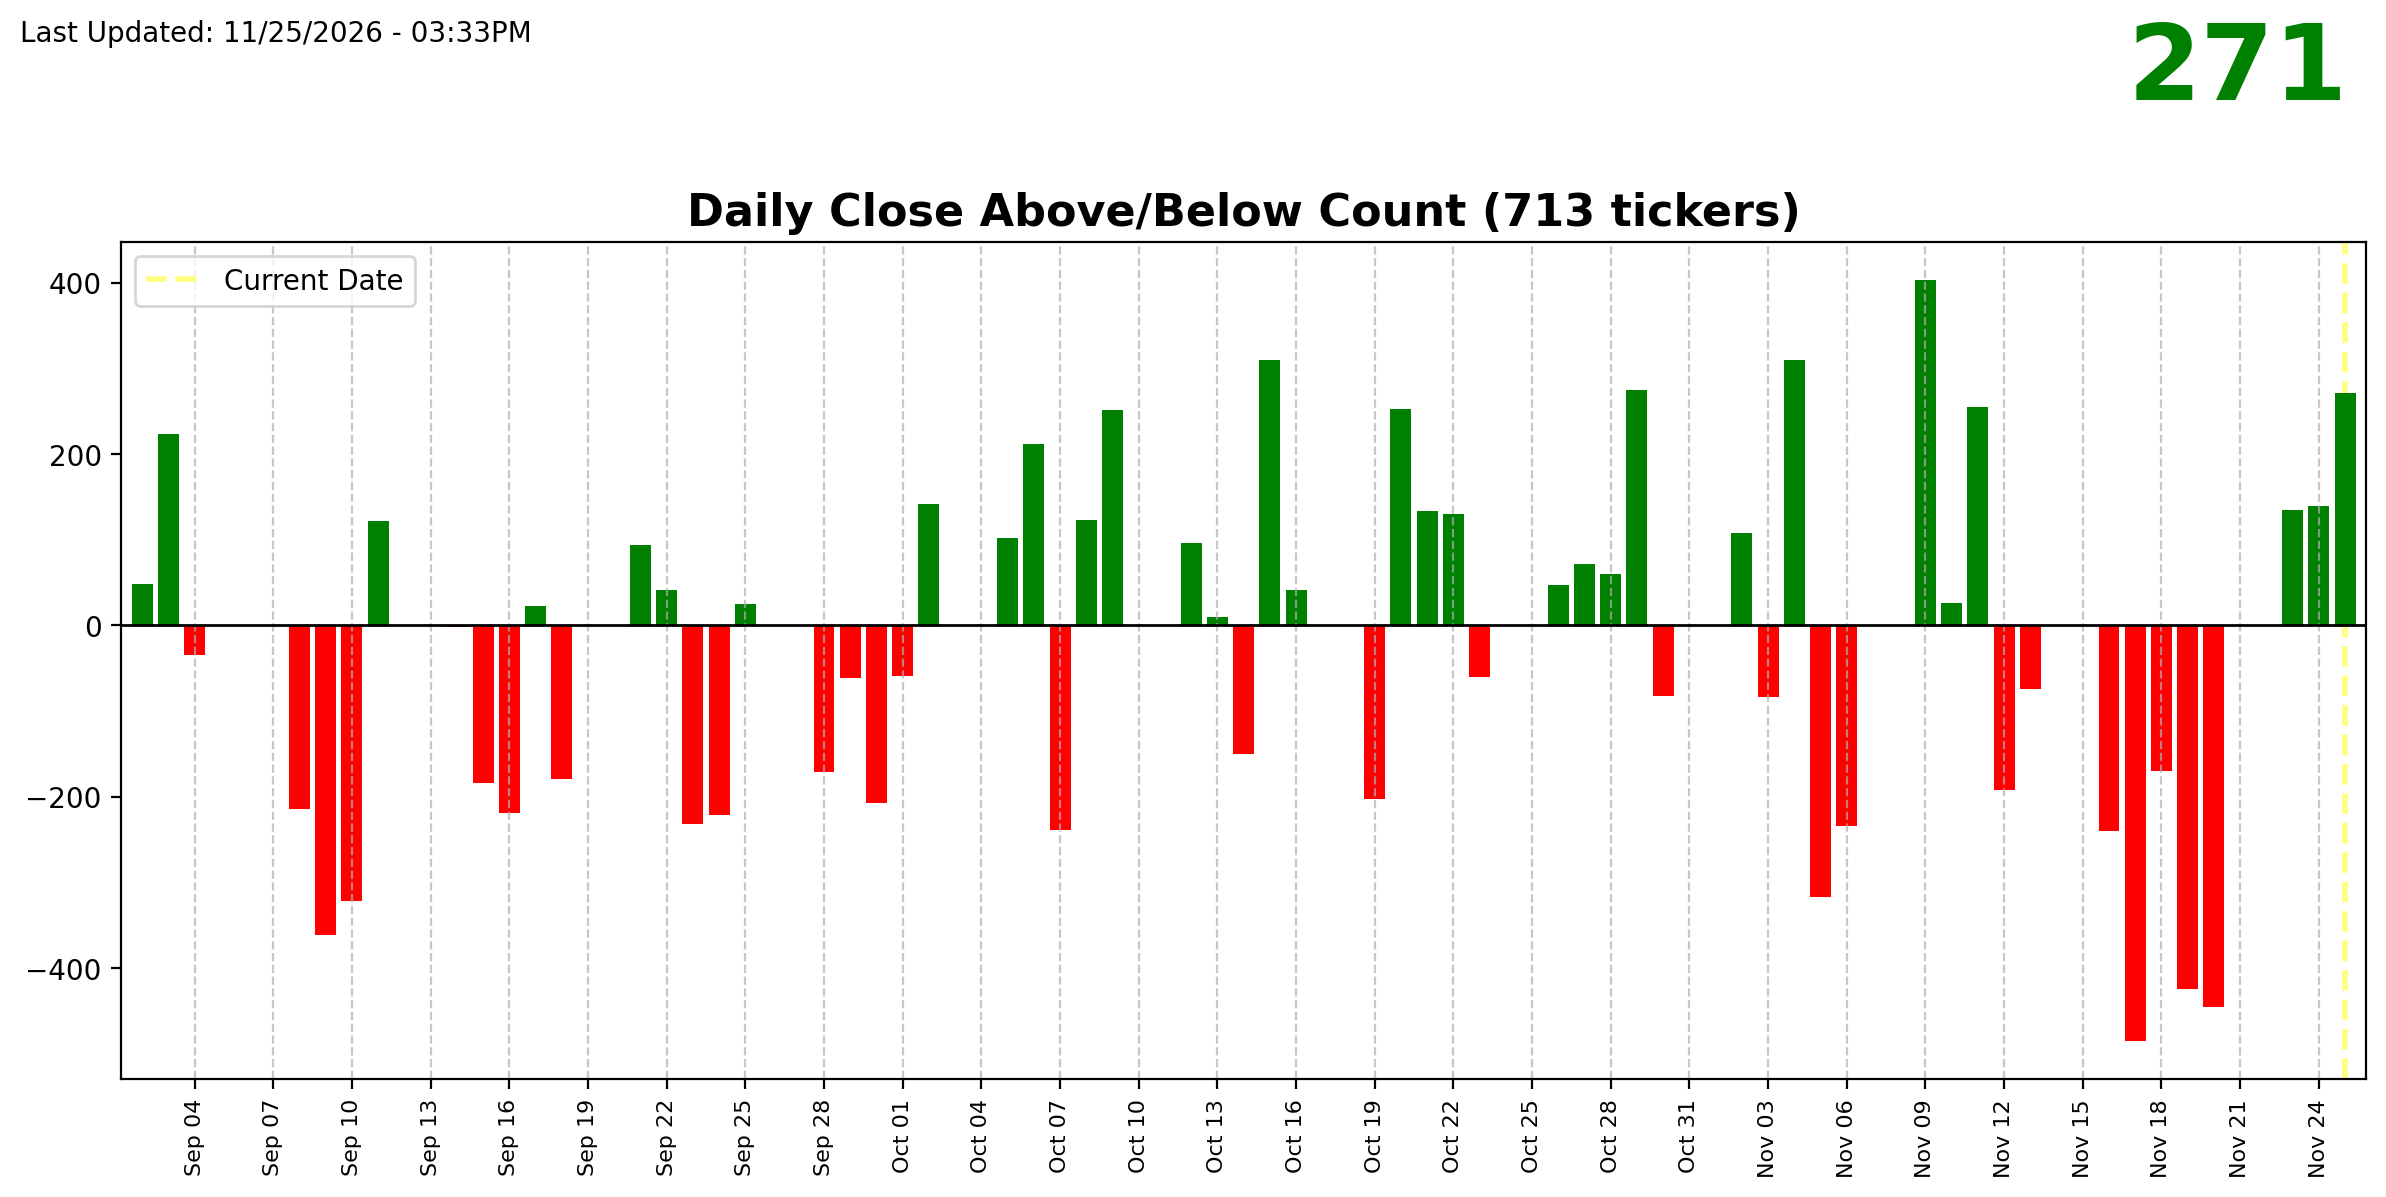 Last Updated: 11/25/2026 - 03:33PM
271
Daily Close Above/Below Count (713 tickers)
Current Date
400
200
0
−200
−400
Sep 04
Sep 07
Sep 10
Sep 13
Sep 16
Sep 19
Sep 22
Sep 25
Sep 28
Oct 01
Oct 04
Oct 07
Oct 10
Oct 13
Oct 16
Oct 19
Oct 22
Oct 25
Oct 28
Oct 31
Nov 03
Nov 06
Nov 09
Nov 12
Nov 15
Nov 18
Nov 21
Nov 24